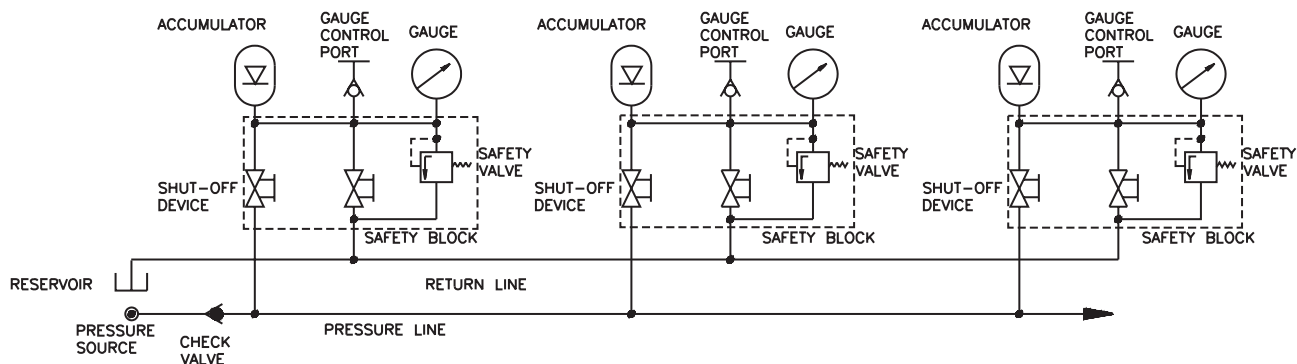 ACCUMULATOR
GAUGE
CONTROL
PORT
GAUGE
SAFETY
VALVE
SHUT-OFF
DEVICE
SAFETY BLOCK
ACCUMULATOR
GAUGE
CONTROL
PORT
GAUGE
SAFETY
VALVE
SHUT-OFF
DEVICE
SAFETY BLOCK
ACCUMULATOR
GAUGE
CONTROL
PORT
GAUGE
SAFETY
VALVE
SHUT-OFF
DEVICE
SAFETY BLOCK
RESERVOIR
RETURN LINE
PRESSURE
SOURCE
CHECK
VALVE
PRESSURE LINE